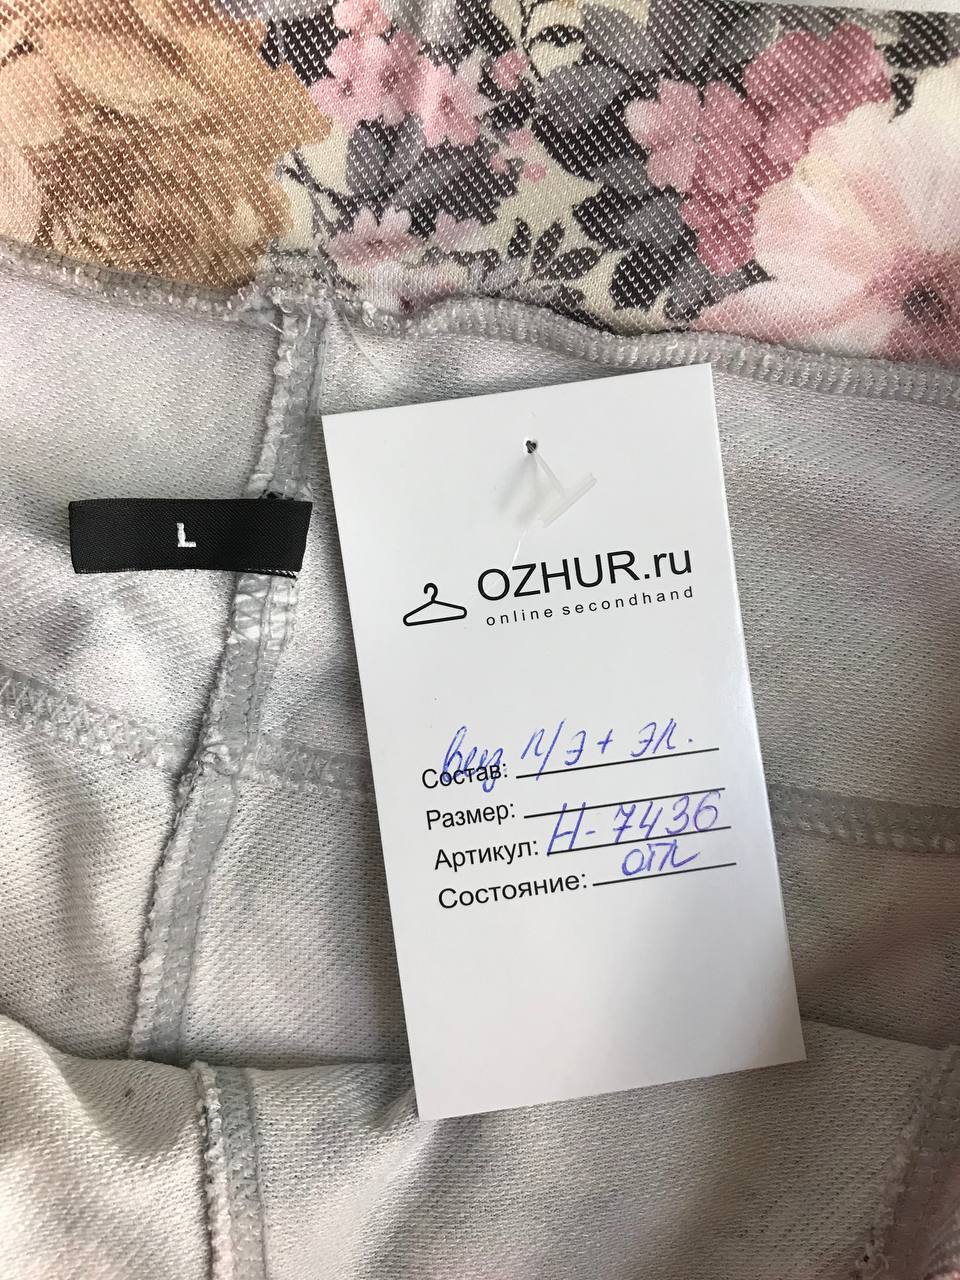 L
OZHUR.ru
online secondhand
Состав: виз. п/э + эл.
Размер:
Артикул: Н-7436
Состояние: отл